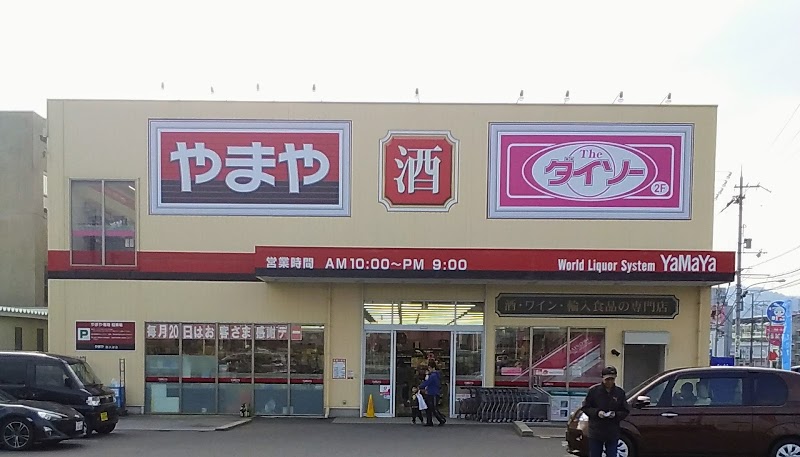 やまや
酒
The
ダイソー
2F
営業時間 AM 10:00～PM 9:00
World Liquor System YaMaYa
酒・ワイン・輸入食品の専門店
P
毎月20日はお客さま感謝デー